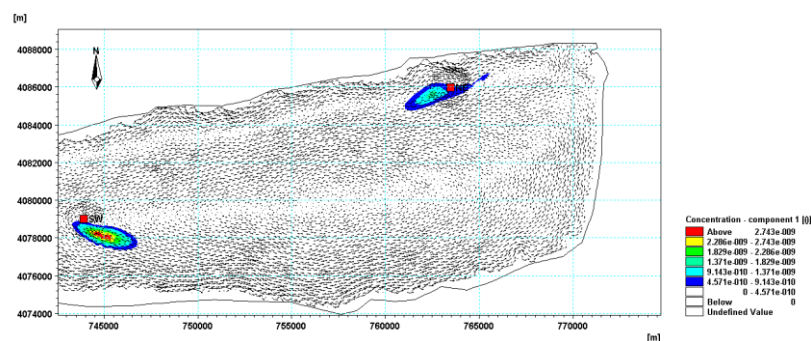 [m]
4088000
4086000
4084000
4082000
4080000
4078000
4076000
4074000
N
SW
745000
750000
755000
760000
765000
770000
[m]
Concentration - component 1 [0]
Above 2.743e-009
2.286e-009 - 2.743e-009
1.829e-009 - 2.286e-009
1.371e-009 - 1.829e-009
9.143e-010 - 1.371e-009
4.571e-010 - 9.143e-010
0 - 4.571e-010
Below 0
Undefined Value